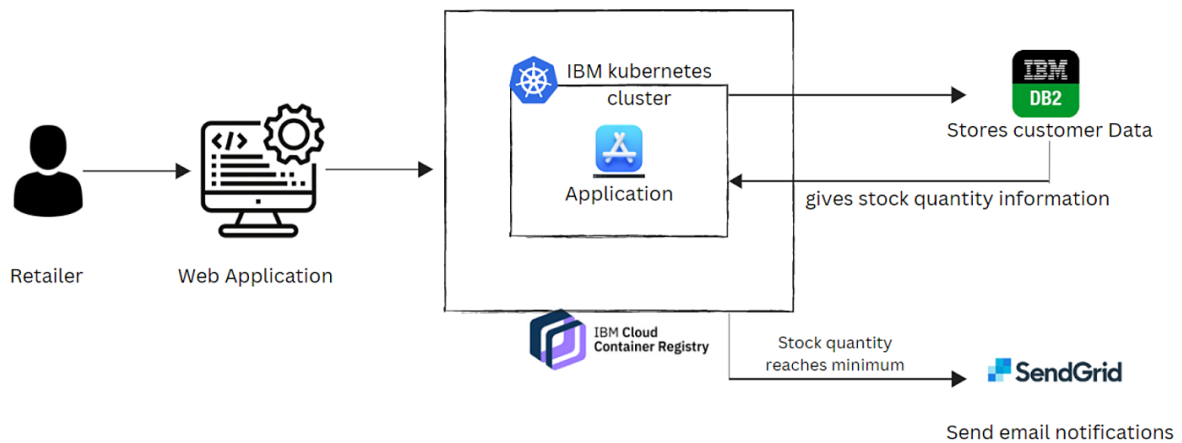 IBM kubernetes
cluster
Application
IBM
DB2
Stores customer Data
gives stock quantity information
</>
Retailer
Web Application
IBM Cloud
Container Registry
Stock quantity
reaches minimum
SendGrid
Send email notifications